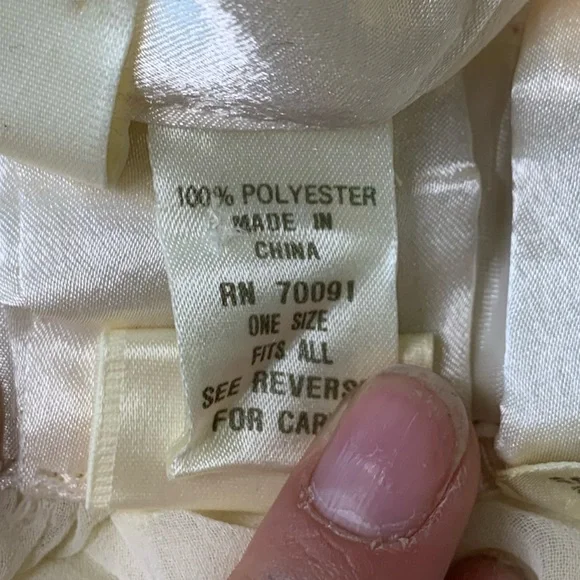 100% POLYESTER
MADE IN
CHINA
RN 70091
ONE SIZE
FITS ALL
SEE REVERS
FOR CAR